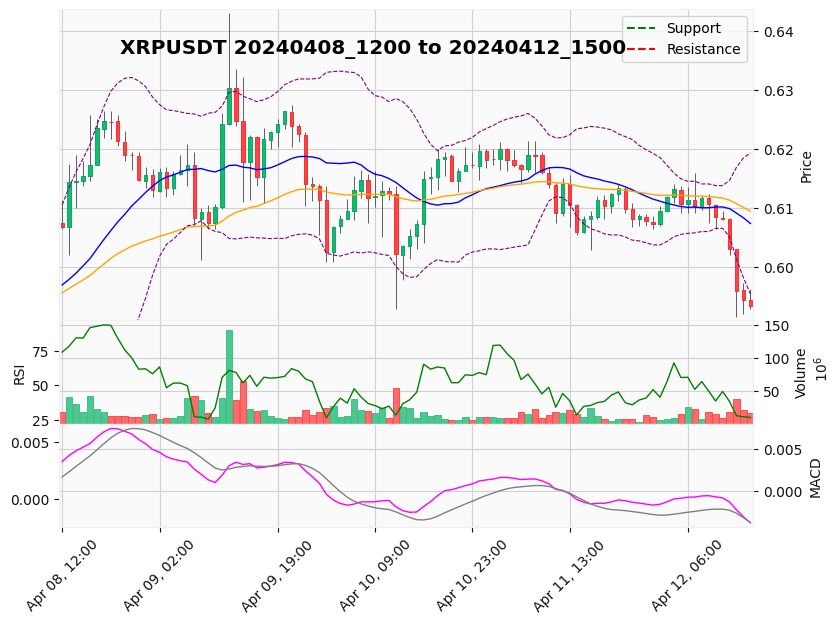 XRPUSDT 20240408_1200 to 20240412_1500
Support
Resistance
0.64
0.63
0.62
0.61
0.60
Price
75
50
25
RSI
150
100
50
Volume
10^6
0.005
0.000
0.005
0.000
MACD
Apr 08, 12:00
Apr 09, 02:00
Apr 09, 19:00
Apr 10, 09:00
Apr 10, 23:00
Apr 11, 13:00
Apr 12, 06:00